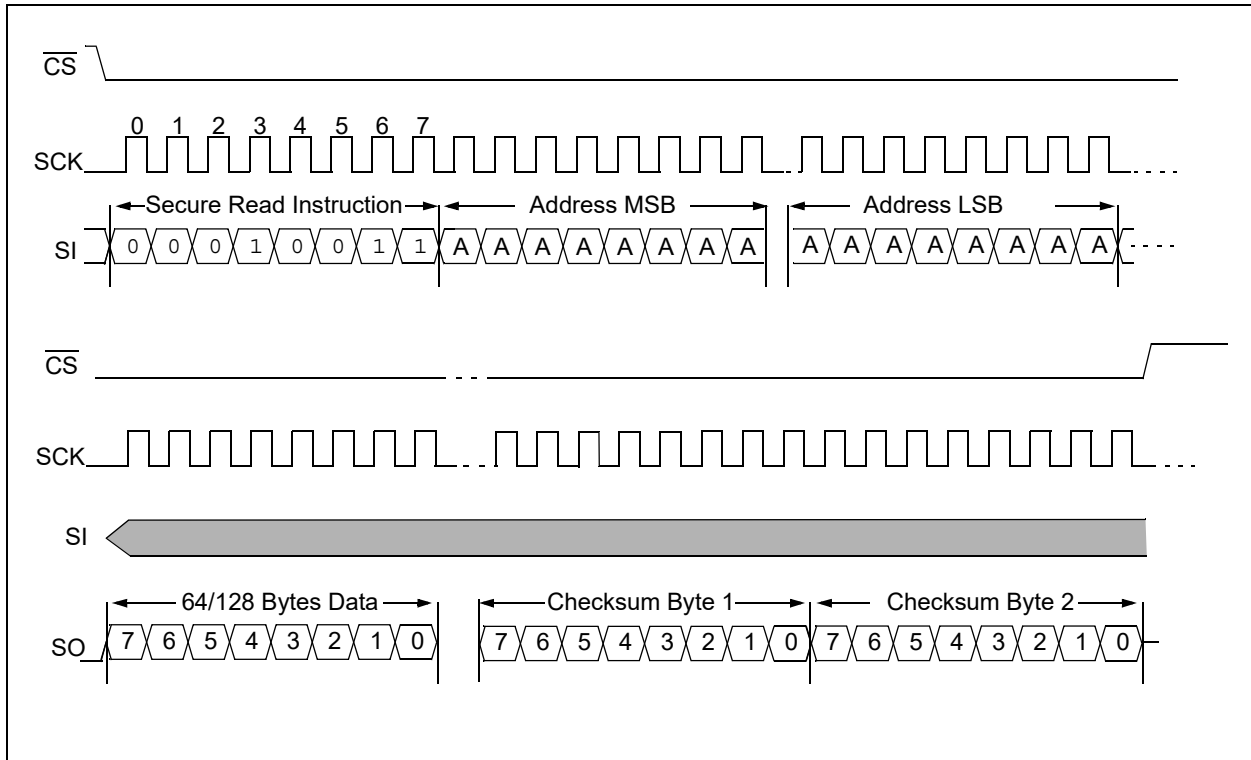 CS
0 1 2 3 4 5 6 7
SCK
Secure Read Instruction Address MSB Address LSB
SI 0 0 0 1 0 0 1 1 A A A A A A A A A A A A A A A A
CS
SCK
SI
64/128 Bytes Data Checksum Byte 1 Checksum Byte 2
SO 7 6 5 4 3 2 1 0 7 6 5 4 3 2 1 0 7 6 5 4 3 2 1 0